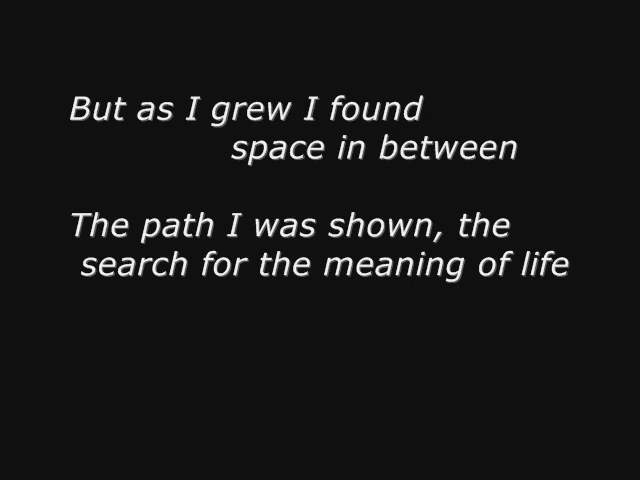 But as I grew I found
space in between
The path I was shown, the
search for the meaning of life